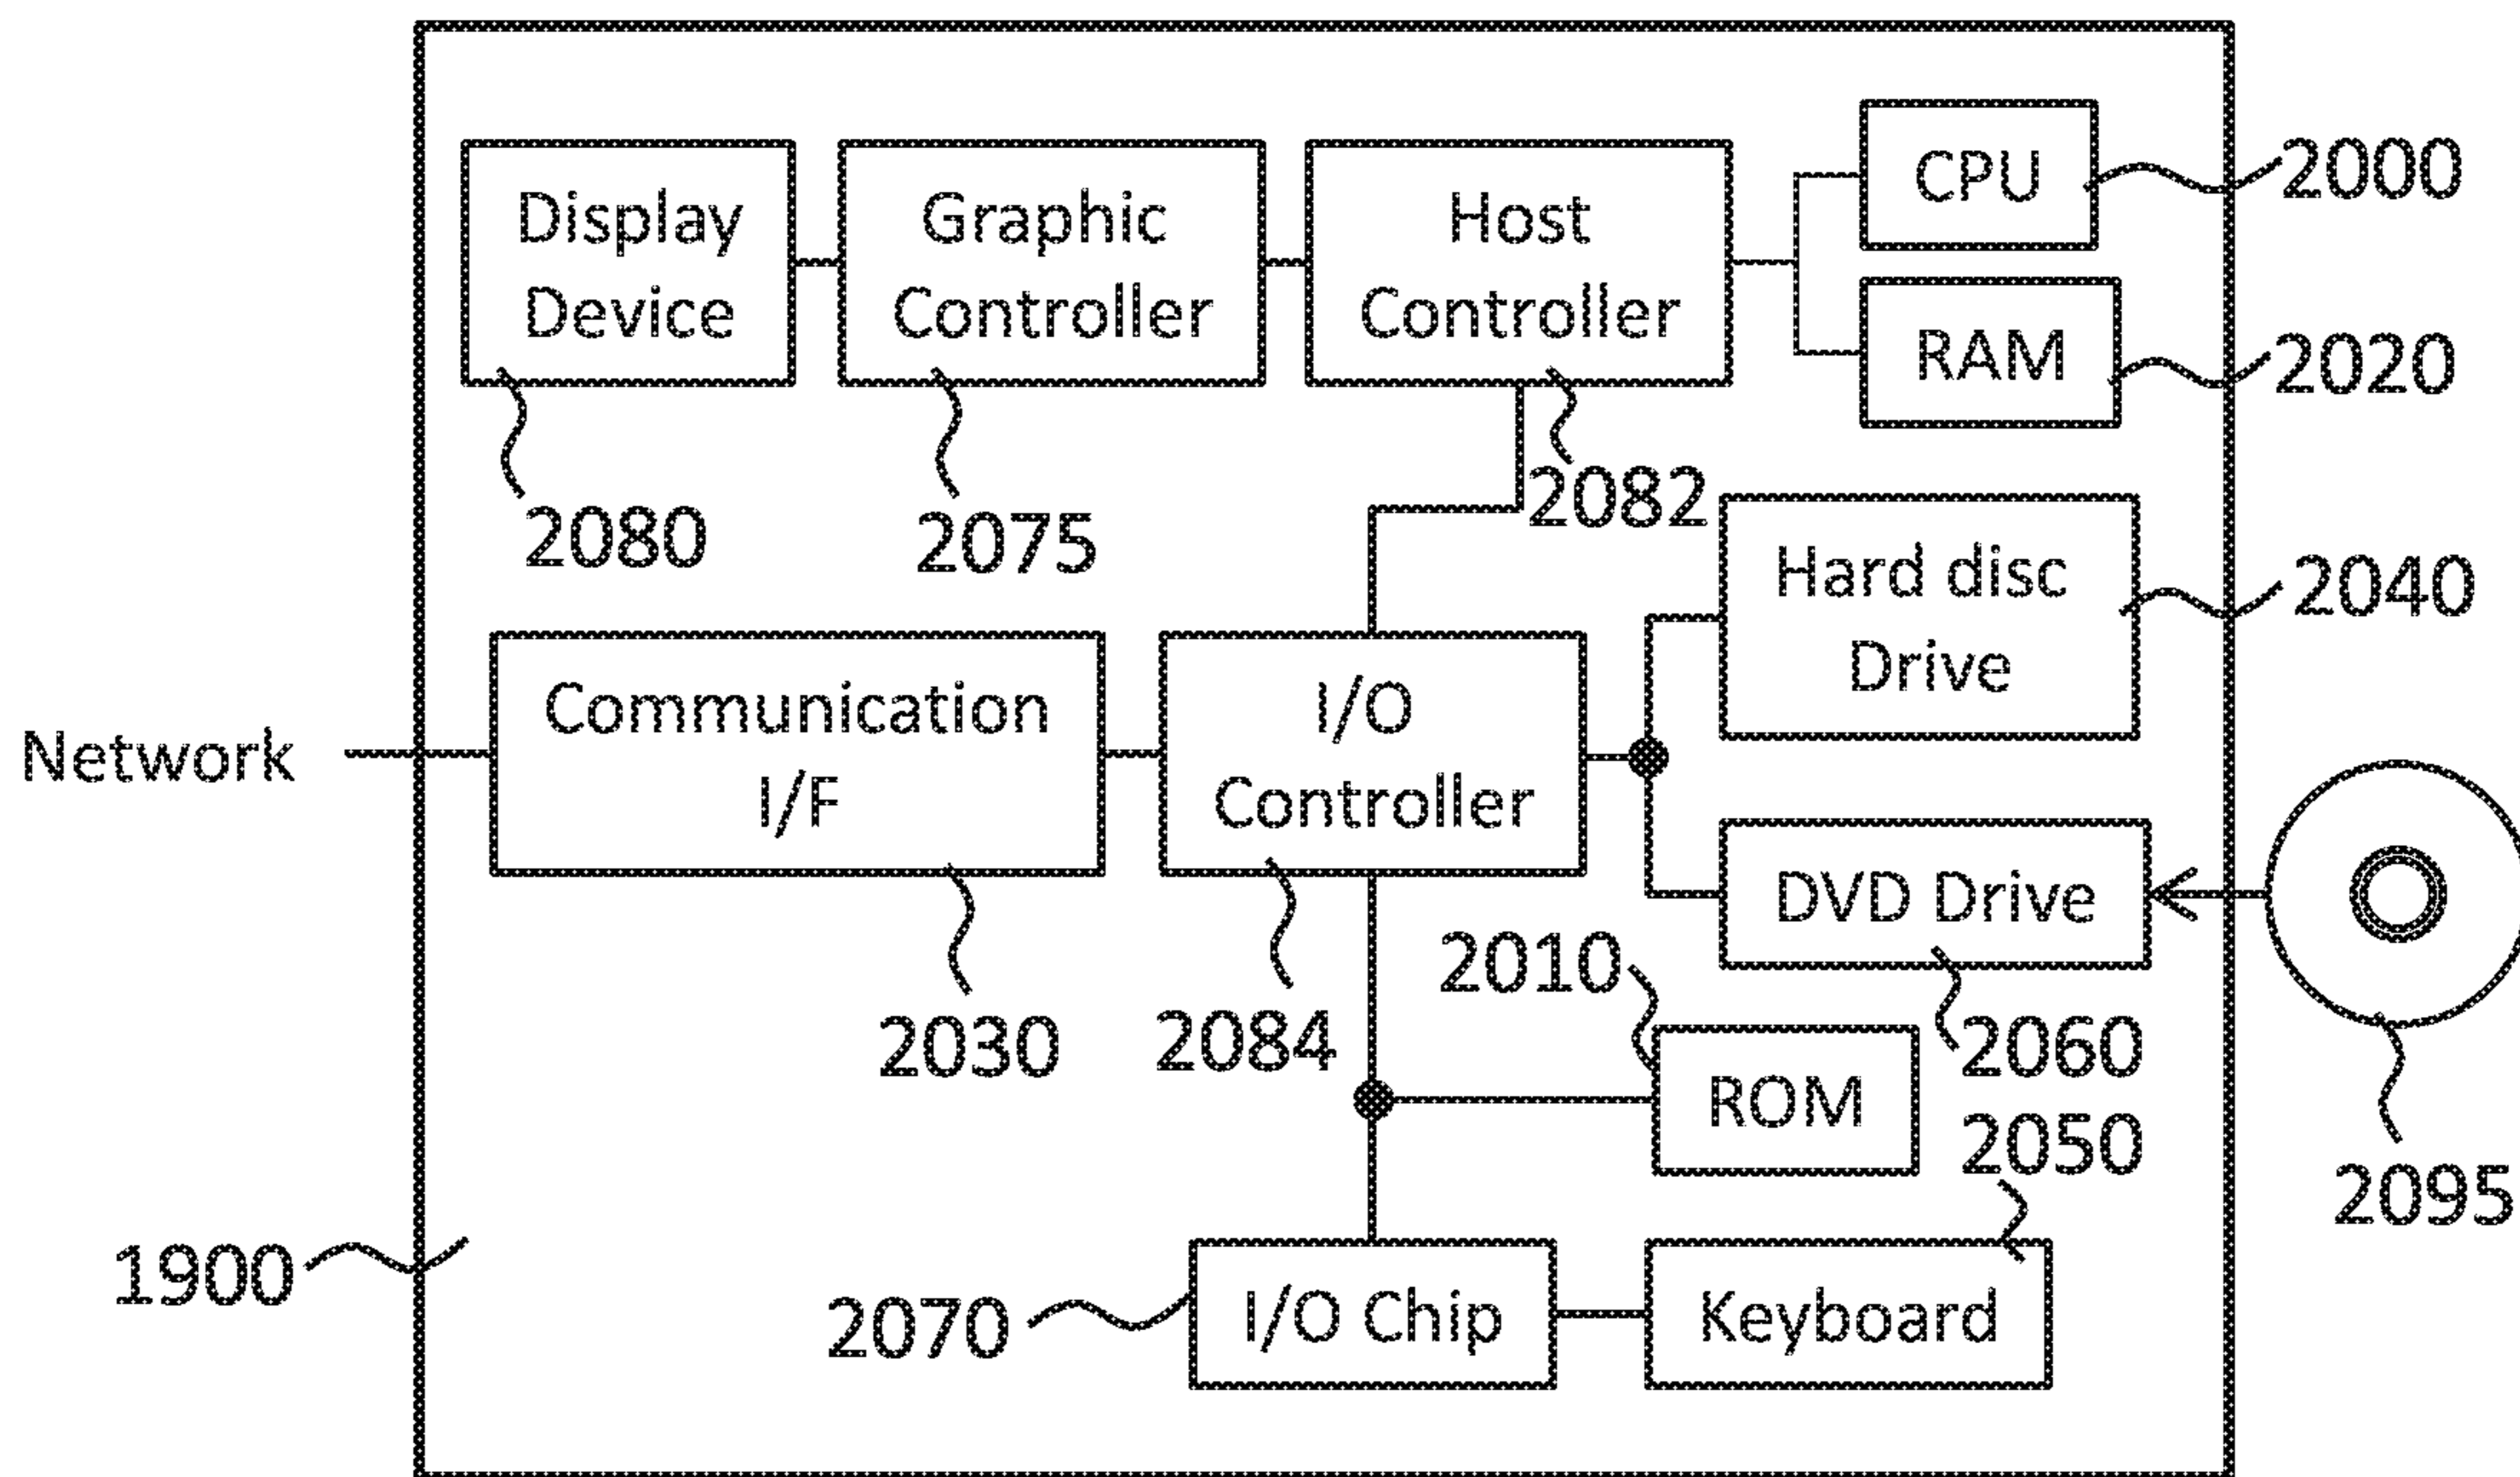 Display
Device
Graphic
Controller
Host
Controller
CPU
2000
RAM
2020
2080
2075
2082
Hard disc
Drive
2040
Network
Communication
I/F
I/O
Controller
DVD Drive
2010
2030
2084
2060
ROM
2050
2095
1900
2070
I/O Chip
Keyboard